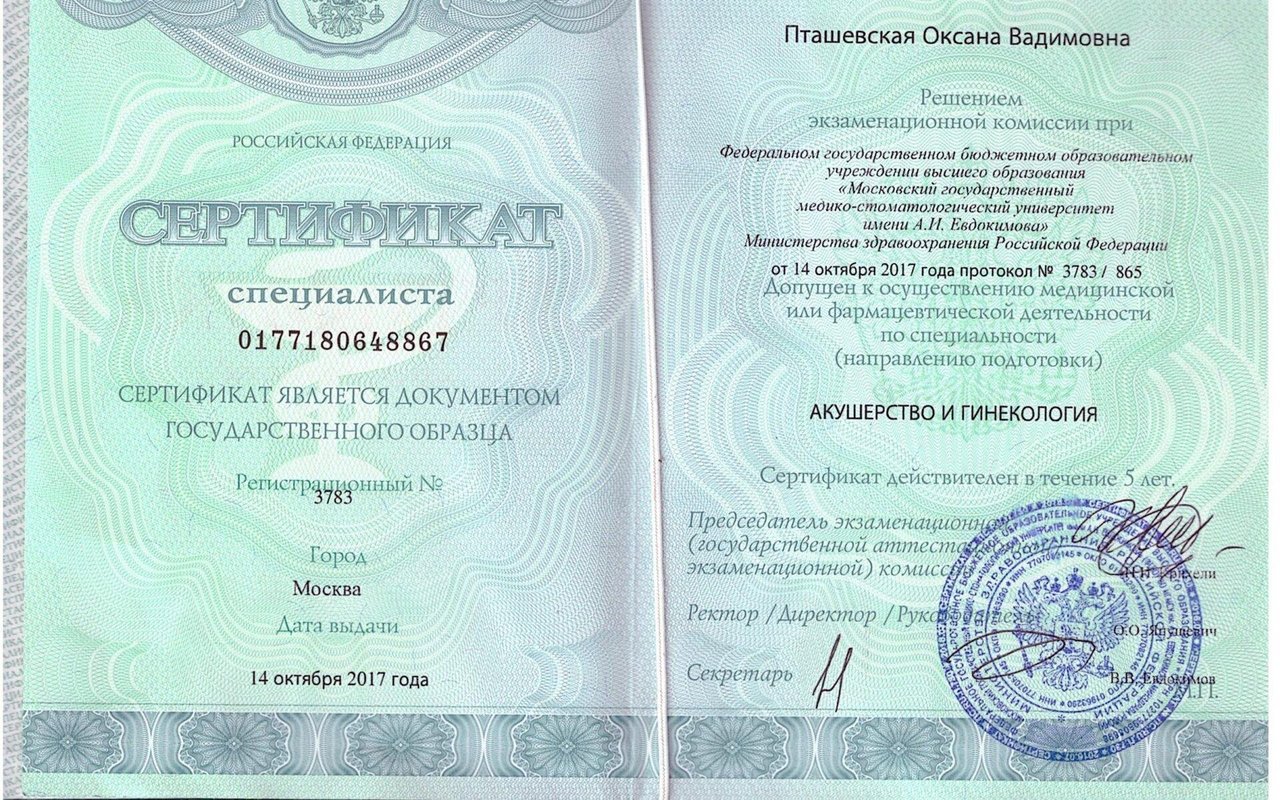 РОССИЙСКАЯ ФЕДЕРАЦИЯ
СЕРТИФИКАТ
специалиста
0177180648867
СЕРТИФИКАТ ЯВЛЯЕТСЯ ДОКУМЕНТОМ
ГОСУДАРСТВЕННОГО ОБРАЗЦА
Регистрационный №
3783
Город
Москва
Дата выдачи
14 октября 2017 года
Пташевская Оксана Вадимовна
Решением
экзаменационной комиссии при
Федеральном государственном бюджетном образовательном
учреждении высшего образования
«Московский государственный
медико-стоматологический университет
имени А.И. Евдокимова»
Министерства здравоохранения Российской Федерации
от 14 октября 2017 года протокол № 3783 / 865
Допущен к осуществлению медицинской
или фармацевтической деятельности
по специальности
(направлению подготовки)
АКУШЕРСТВО И ГИНЕКОЛОГИЯ
Сертификат действителен в течение 5 лет.
Председатель экзаменационной
(государственной
экзаменационной)
Ректор /Директор /Руководитель
О.О. Янушевич
Секретарь
В.В. Евдокимов
М.П.